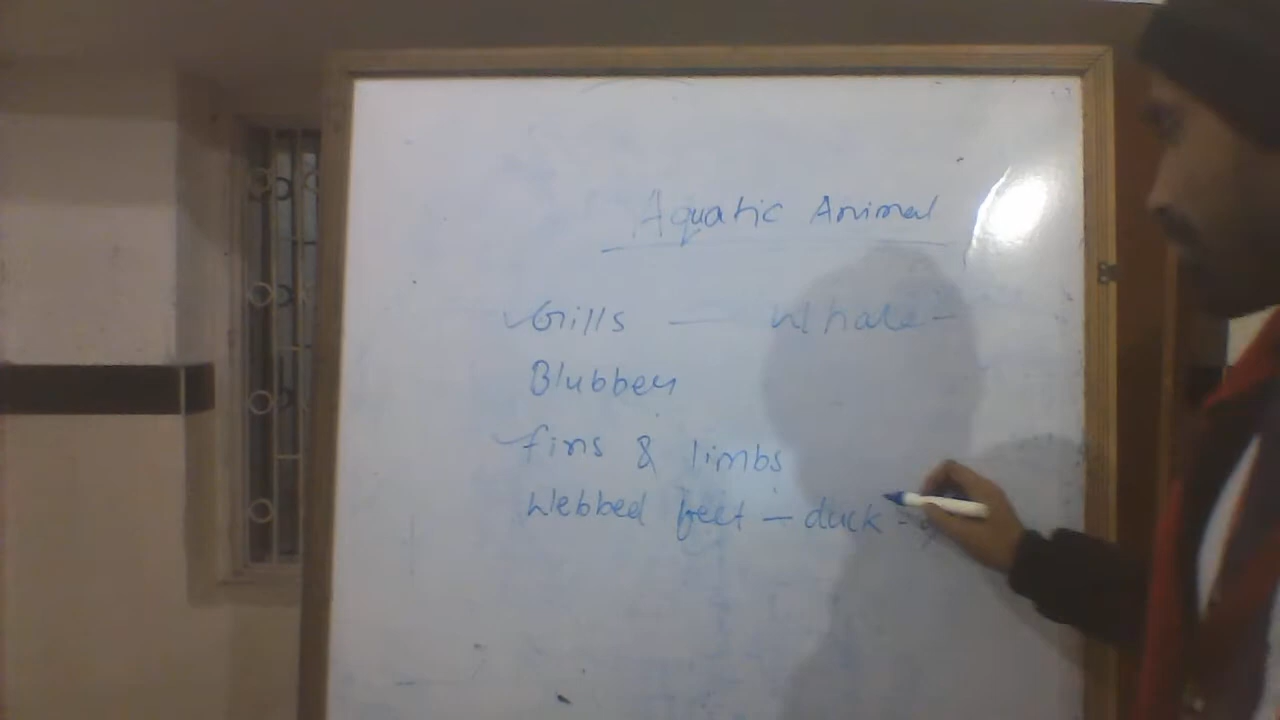 Aquatic Animal
Gills — Whale -
Blubber
fins & limbs
Webbed feet - duck -